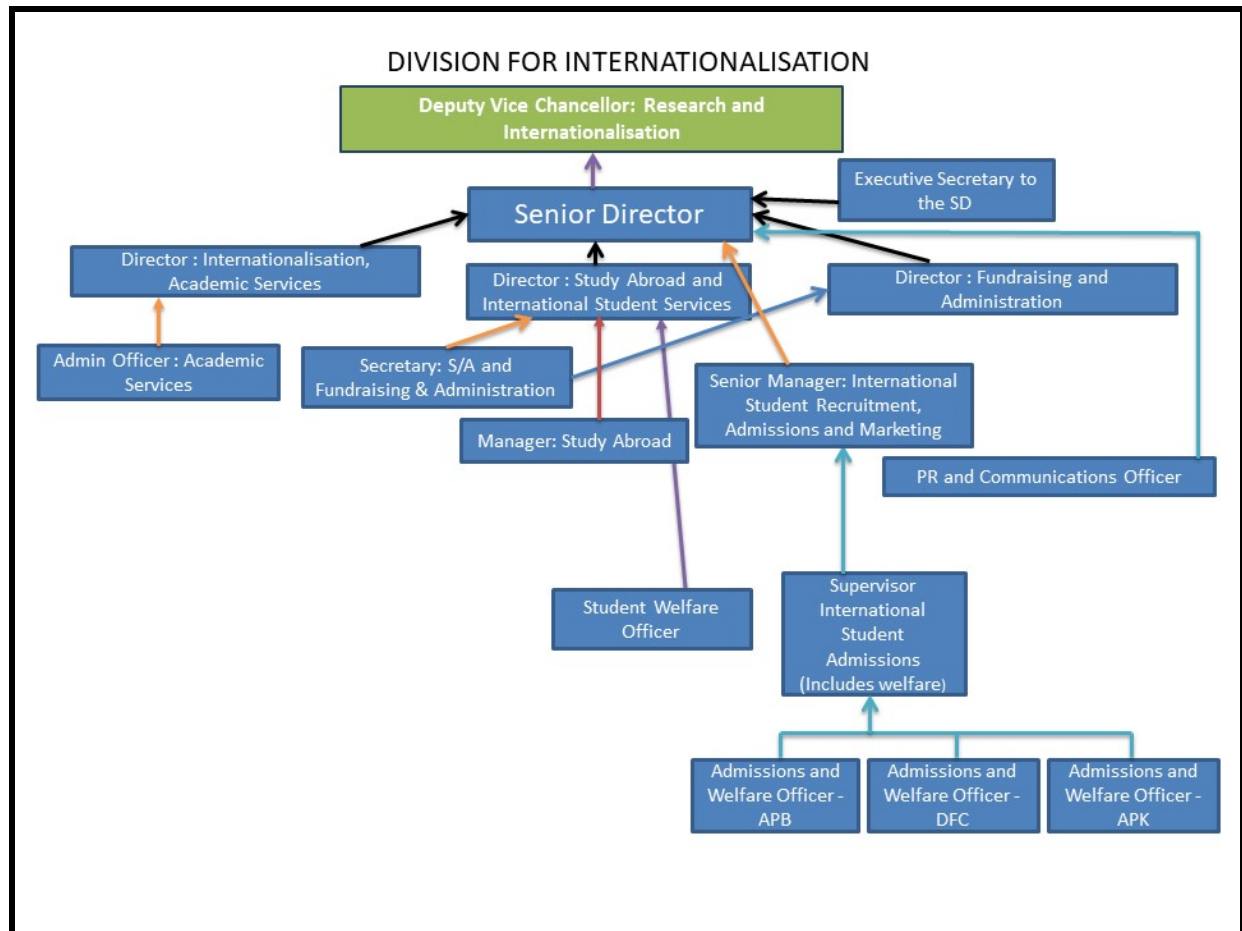 DIVISION FOR INTERNATIONALISATION
Deputy Vice Chancellor: Research and
Internationalisation
Executive Secretary to
the SD
Senior Director
Director : Internationalisation,
Academic Services
Director : Study Abroad and
International Student Services
Director : Fundraising and
Administration
Admin Officer : Academic
Services
Secretary: S/A and
Fundraising & Administration
Senior Manager: International
Student Recruitment,
Admissions and Marketing
Manager: Study Abroad
PR and Communications Officer
Student Welfare
Officer
Supervisor
International
Student
Admissions
(Includes welfare)
Admissions and
Welfare Officer -
APB
Admissions and
Welfare Officer -
DFC
Admissions and
Welfare Officer -
APK